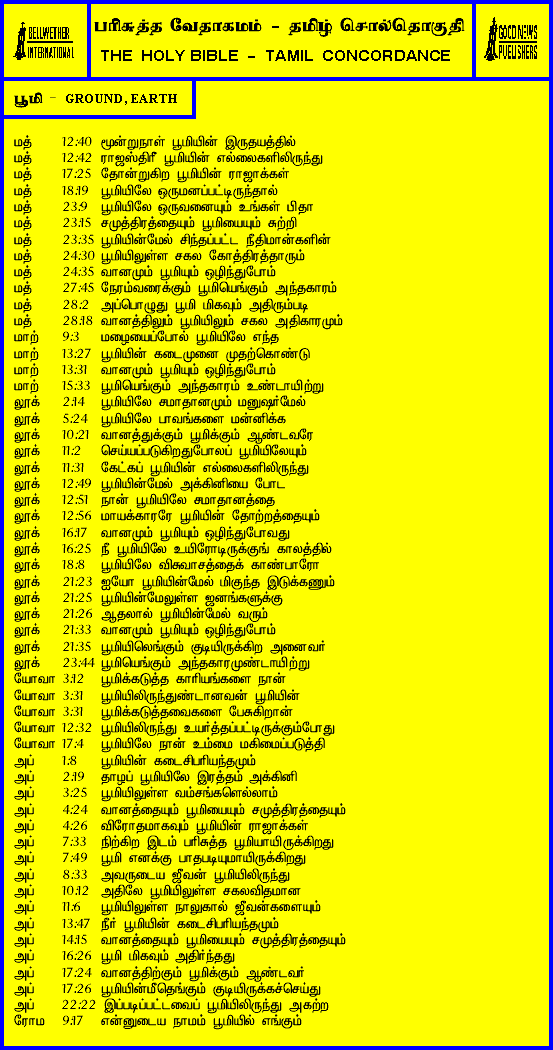 BELLWETHER
INTERNATIONAL
பரிசுத்த வேதாகமம் - தமிழ் சொல்தொகுதி
THE HOLY BIBLE - TAMIL CONCORDANCE
GOOD NEWS
PUBLISHERS
பூமி - GROUND, EARTH
மத் 12:40 மூன்றுநாள் பூமியின் இருதயத்தில்
மத் 12:42 ராஜஸ்திரீ பூமியின் எல்லைகளிலிருந்து
மத் 17:25 தோன்றுகிற பூமியின் ராஜாக்கள்
மத் 18:19 பூமியிலே ஒருமனப்பட்டிருந்தால்
மத் 23:9 பூமியிலே ஒருவனையும் உங்கள் பிதா
மத் 23:15 சமுத்திரத்தையும் பூமியையும் சுற்றி
மத் 23:35 பூமியின்மேல் சிந்தப்பட்ட நீதிமான்களின்
மத் 24:30 பூமியிலுள்ள சகல கோத்திரத்தாரும்
மத் 24:35 வானமும் பூமியும் ஒழிந்துபோம்
மத் 27:45 நேரம்வரைக்கும் பூமியெங்கும் அந்தகாரம்
மத் 28:2 அப்பொழுது பூமி மிகவும் அதிரும்படி
மத் 28:18 வானத்திலும் பூமியிலும் சகல அதிகாரமும்
மாற் 9:3 மழையைப்போல் பூமியிலே எந்த
மாற் 13:27 பூமியின் கடைமுனை முதற்கொண்டு
மாற் 13:31 வானமும் பூமியும் ஒழிந்துபோம்
மாற் 15:33 பூமியெங்கும் அந்தகாரம் உண்டாயிற்று
லூக் 2:14 பூமியிலே சமாதானமும் மனுஷர்மேல்
லூக் 5:24 பூமியிலே பாவங்களை மன்னிக்க
லூக் 10:21 வானத்துக்கும் பூமிக்கும் ஆண்டவரே
லூக் 11:2 செய்யப்படுகிறதுபோலப் பூமியிலேயும்
லூக் 11:31 கேட்கப் பூமியின் எல்லைகளிலிருந்து
லூக் 12:49 பூமியின்மேல் அக்கினியை போட
லூக் 12:51 நான் பூமியிலே சமாதானத்தை
லூக் 12:56 மாயக்காரரே பூமியின் தோற்றத்தையும்
லூக் 16:17 வானமும் பூமியும் ஒழிந்துபோவது
லூக் 16:25 நீ பூமியிலே உயிரோடிருக்குங் காலத்தில்
லூக் 18:8 பூமியிலே விசுவாசத்தைக் காண்பாரோ
லூக் 21:23 ஐயோ பூமியின்மேல் மிகுந்த இடுக்கணும்
லூக் 21:25 பூமியின்மேலுள்ள ஜனங்களுக்கு
லூக் 21:26 ஆதலால் பூமியின்மேல் வரும்
லூக் 21:33 வானமும் பூமியும் ஒழிந்துபோம்
லூக் 21:35 பூமியிலெங்கும் குடியிருக்கிற அனைவர்
லூக் 23:44 பூமியெங்கும் அந்தகாரமுண்டாயிற்று
யோவா 3:12 பூமிக்கடுத்த காரியங்களை நான்
யோவா 3:31 பூமியிலிருந்துண்டானவன் பூமியின்
யோவா 3:31 பூமிக்கடுத்தவைகளை பேசுகிறான்
யோவா 12:32 பூமியிலிருந்து உயர்த்தப்பட்டிருக்கும்போது
யோவா 17:4 பூமியிலே நான் உம்மை மகிமைப்படுத்தி
அப் 1:8 பூமியின் கடைசிபரியந்தமும்
அப் 2:19 தாழப் பூமியிலே இரத்தம் அக்கினி
அப் 3:25 பூமியிலுள்ள வம்சங்களெல்லாம்
அப் 4:24 வானத்தையும் பூமியையும் சமுத்திரத்தையும்
அப் 4:26 விரோதமாகவும் பூமியின் ராஜாக்கள்
அப் 7:33 நிற்கிற இடம் பரிசுத்த பூமியாயிருக்கிறது
அப் 7:49 பூமி எனக்கு பாதபடியுமாயிருக்கிறது
அப் 8:33 அவருடைய ஜீவன் பூமியிலிருந்து
அப் 10:12 அதிலே பூமியிலுள்ள சகலவிதமான
அப் 11:6 பூமியிலுள்ள நாலுகால் ஜீவன்களையும்
அப் 13:47 நீர் பூமியின் கடைசிபரியந்தமும்
அப் 14:15 வானத்தையும் பூமியையும் சமுத்திரத்தையும்
அப் 16:26 பூமி மிகவும் அதிர்ந்தது
அப் 17:24 வானத்திற்கும் பூமிக்கும் ஆண்டவர்
அப் 17:26 பூமியின்மீதெங்கும் குடியிருக்கச்செய்து
அப் 22:22 இப்படிப்பட்டவைப் பூமியிலிருந்து அகற்ற
ரோம 9:17 என்னுடைய நாமம் பூமியில் எங்கும்